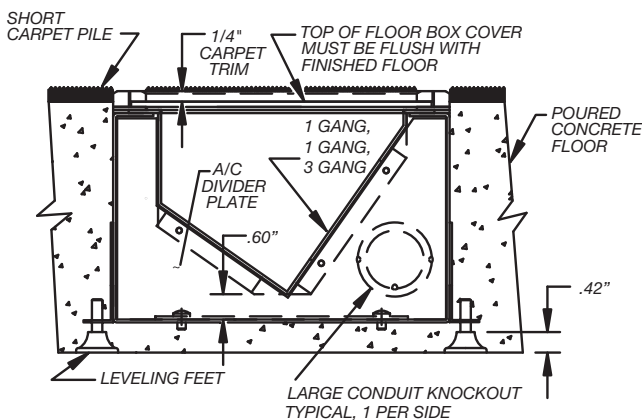 SHORT
CARPET PILE
1/4"
CARPET
TRIM
TOP OF FLOOR BOX COVER
MUST BE FLUSH WITH
FINISHED FLOOR
POURED
CONCRETE
FLOOR
1 GANG,
1 GANG,
3 GANG
A/C
DIVIDER
PLATE
.60"
.42"
LEVELING FEET
LARGE CONDUIT KNOCKOUT
TYPICAL, 1 PER SIDE